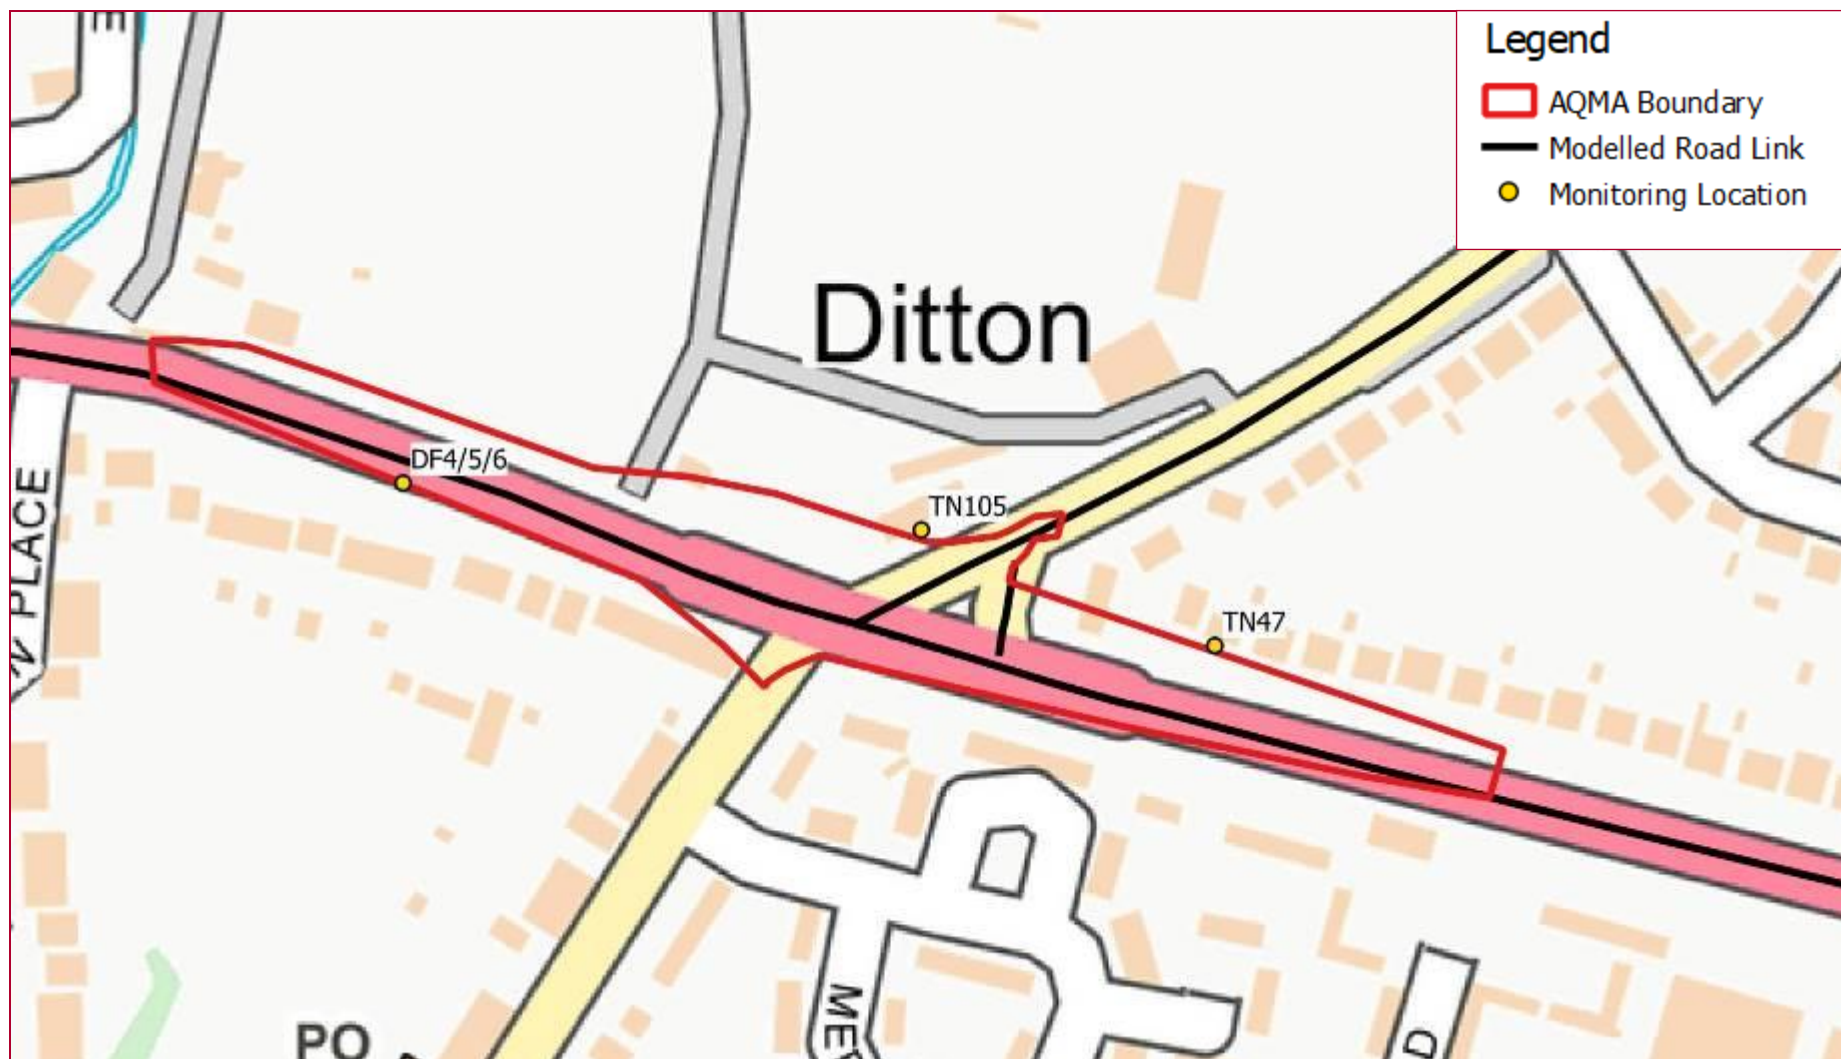 Legend
AQMA Boundary
Modelled Road Link
Monitoring Location
Ditton
DF4/5/6
TN105
TN47
PLACE
PO